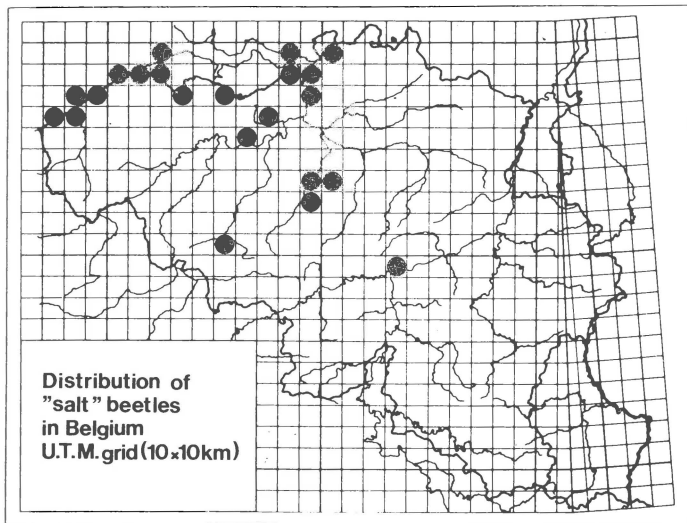 Distribution of
"salt" beetles
in Belgium
U.T.M. grid (10×10km)